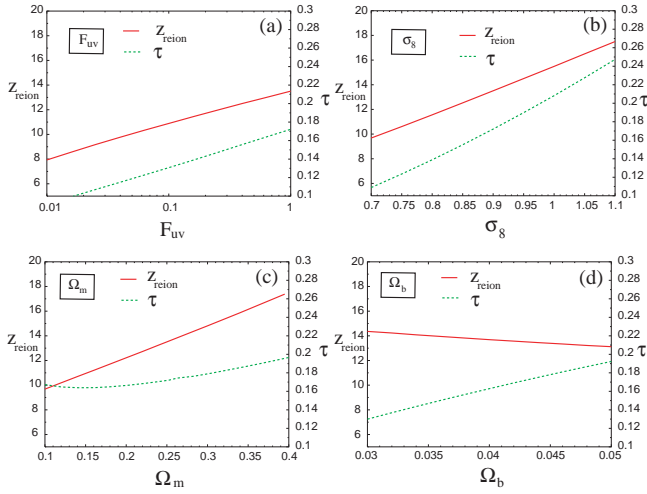 (a)
F_uv
z_reion
τ
20
18
16
14
z_reion
12
10
8
6
0.3
0.28
0.26
0.24
0.22
τ
0.2
0.18
0.16
0.14
0.12
0.1
0.01 0.1 1
F_uv
(b)
σ_8
z_reion
τ
20
18
16
14
z_reion
12
10
8
6
0.3
0.28
0.26
0.24
0.22
τ
0.2
0.18
0.16
0.14
0.12
0.1
0.7 0.75 0.8 0.85 0.9 0.95 1 1.05 1.1
σ_8
(c)
Ω_m
z_reion
τ
20
18
16
14
z_reion
12
10
8
6
0.3
0.28
0.26
0.24
0.22
τ
0.2
0.18
0.16
0.14
0.12
0.1
0.1 0.15 0.2 0.25 0.3 0.35 0.4
Ω_m
(d)
Ω_b
z_reion
τ
20
18
16
14
z_reion
12
10
8
6
0.3
0.28
0.26
0.24
0.22
τ
0.2
0.18
0.16
0.14
0.12
0.1
0.03 0.035 0.04 0.045 0.05
Ω_b